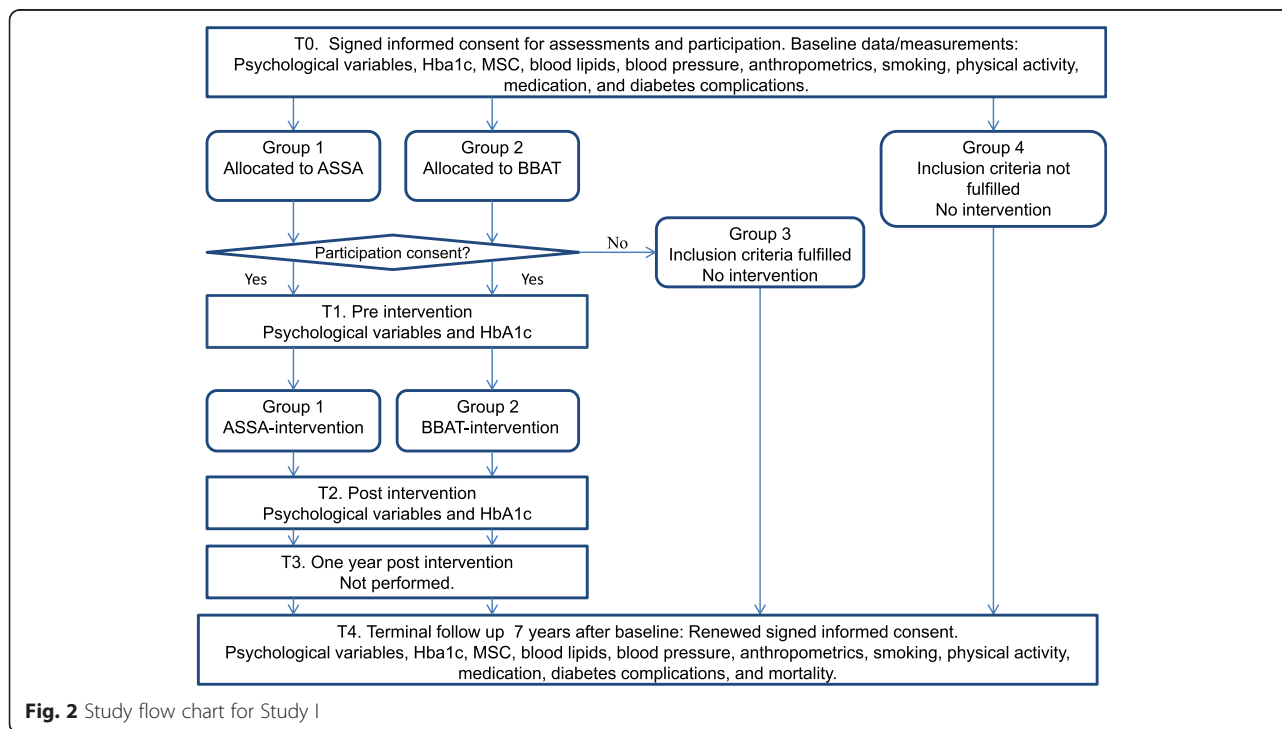 T0. Signed informed consent for assessments and participation. Baseline data/measurements:
Psychological variables, Hba1c, MSC, blood lipids, blood pressure, anthropometrics, smoking, physical activity,
medication, and diabetes complications.
Group 1
Allocated to ASSA
Group 2
Allocated to BBAT
Group 4
Inclusion criteria not
fulfilled
No intervention
Participation consent?
No
Group 3
Inclusion criteria fulfilled
No intervention
Yes
Yes
T1. Pre intervention
Psychological variables and HbA1c
Group 1
ASSA-intervention
Group 2
BBAT-intervention
T2. Post intervention
Psychological variables and HbA1c
T3. One year post intervention
Not performed.
T4. Terminal follow up 7 years after baseline: Renewed signed informed consent.
Psychological variables, Hba1c, MSC, blood lipids, blood pressure, anthropometrics, smoking, physical activity,
medication, diabetes complications, and mortality.
Fig. 2 Study flow chart for Study I